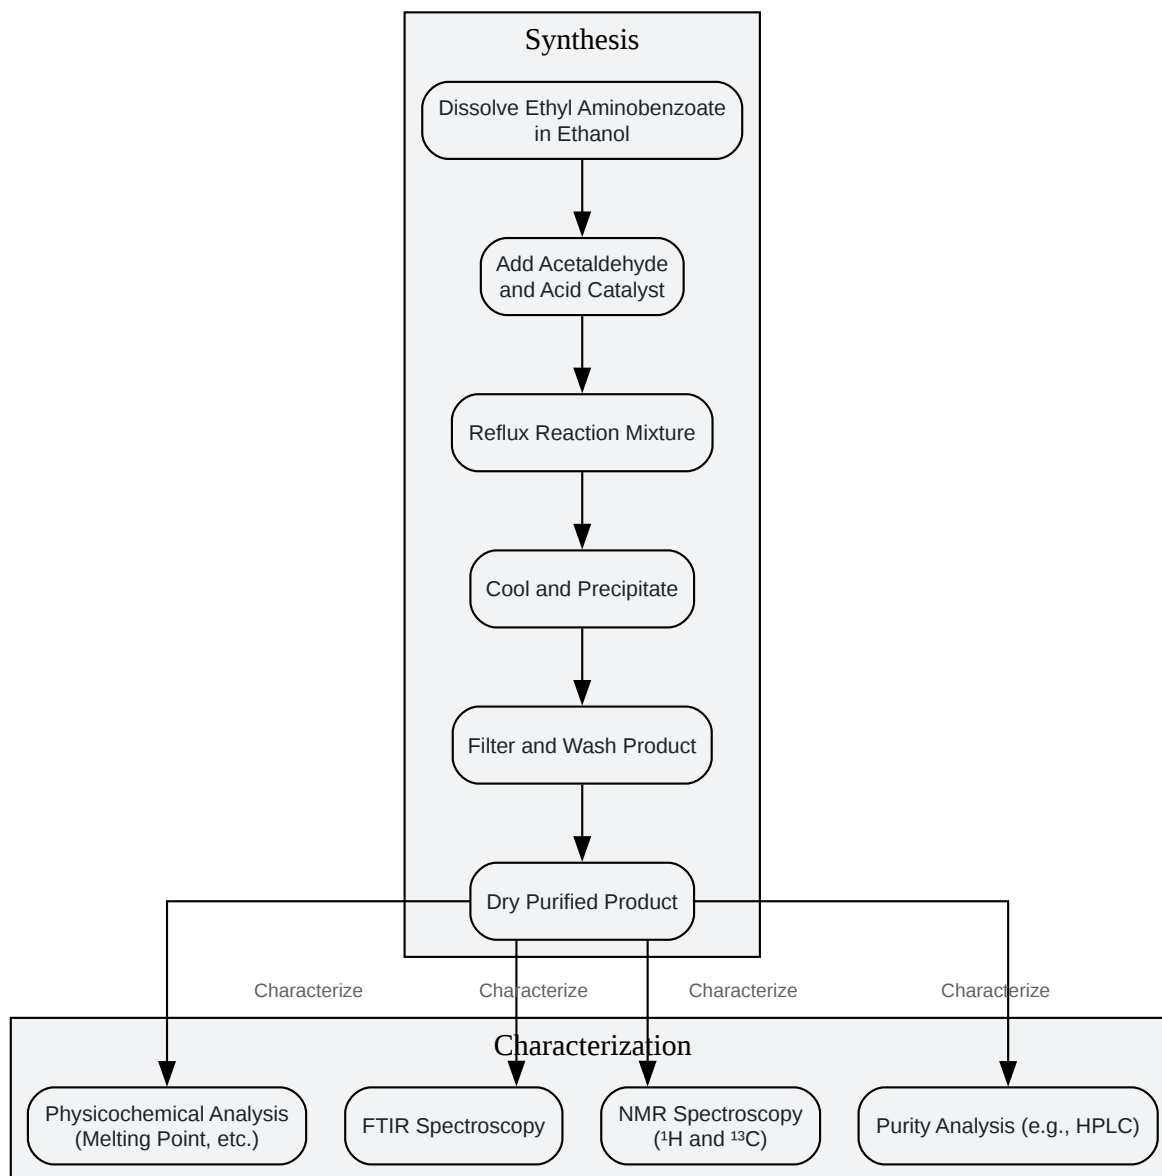 Synthesis
Dissolve Ethyl Aminobenzoate
in Ethanol
Add Acetaldehyde
and Acid Catalyst
Reflux Reaction Mixture
Cool and Precipitate
Filter and Wash Product
Dry Purified Product
Characterize
Characterize
Characterize
Characterize
Characterization
Physicochemical Analysis
(Melting Point, etc.)
FTIR Spectroscopy
NMR Spectroscopy
(¹H and ¹³C)
Purity Analysis (e.g., HPLC)